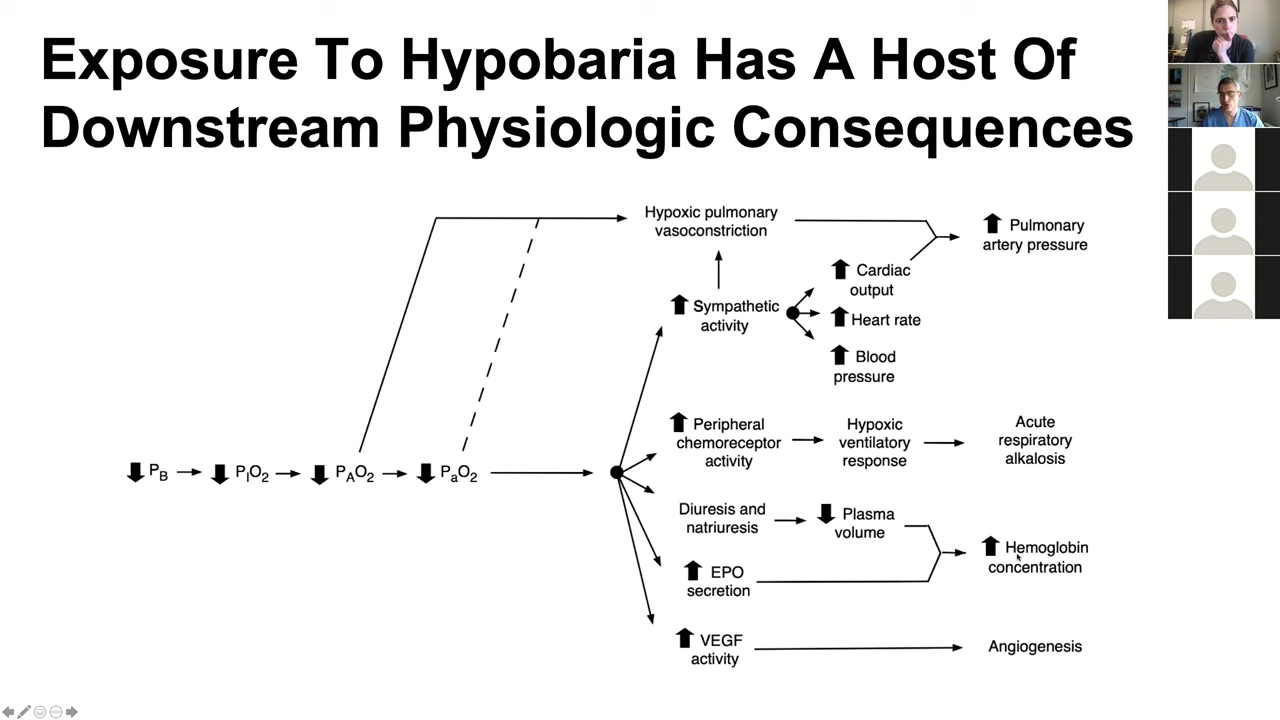 Exposure To Hypobaria Has A Host Of
Downstream Physiologic Consequences
Hypoxic pulmonary
vasoconstriction
Pulmonary
artery pressure
Cardiac
output
Sympathetic
activity
Heart rate
Blood
pressure
Peripheral
chemoreceptor
activity
Hypoxic
ventilatory
response
Acute
respiratory
alkalosis
PB
PIO2
PAO2
PaO2
Diuresis and
natriuresis
Plasma
volume
Hemoglobin
concentration
EPO
secretion
VEGF
activity
Angiogenesis